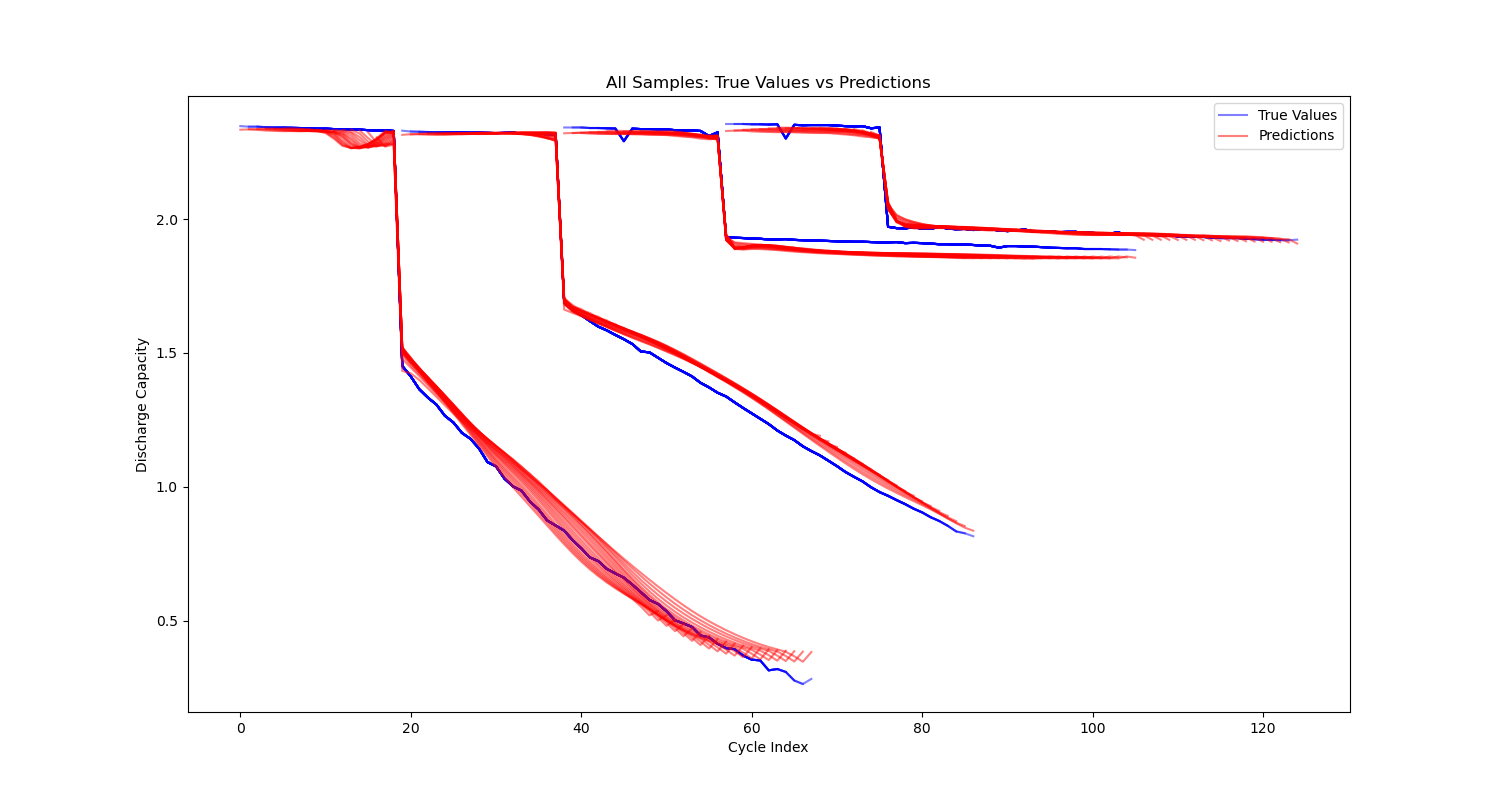 All Samples: True Values vs Predictions
True Values
Predictions
2.0
1.5
1.0
0.5
Discharge Capacity
0 20 40 60 80 100 120
Cycle Index